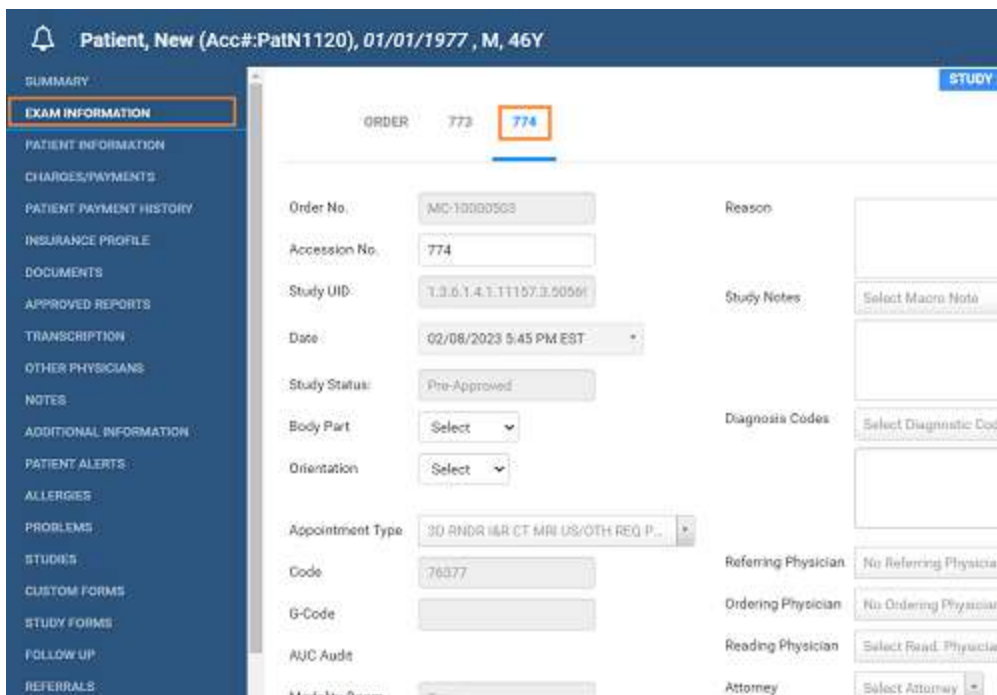 Patient, New (Acc#:PatN1120), 01/01/1977 , M, 46Y
SUMMARY
EXAM INFORMATION
PATIENT INFORMATION
CHARGES/PAYMENTS
PATIENT PAYMENT HISTORY
INSURANCE PROFILE
DOCUMENTS
APPROVED REPORTS
TRANSCRIPTION
OTHER PHYSICIANS
NOTES
ADDITIONAL INFORMATION
PATIENT ALERTS
ALLERGIES
PROBLEMS
STUDIES
CUSTOM FORMS
STUDY FORMS
FOLLOW UP
REFERRALS
STUDY
ORDER 773 774
Order No. MC-10000503
Accession No. 774
Study UID 1.3.6.1.4.1.11157.3.5056
Date 02/08/2023 5:45 PM EST
Study Status: Pre-Approved
Body Part Select
Orientation Select
Appointment Type 3D RNDR I&R CT MRI US/OTH REQ P...
Code 76377
G-Code
AUC Audit
Reason
Study Notes Select Macro Note
Diagnosis Codes Select Diagnostic Cod
Referring Physician No Referring Physicia
Ordering Physician No Ordering Physician
Reading Physician Select Read. Physicia
Attorney Select Attorney